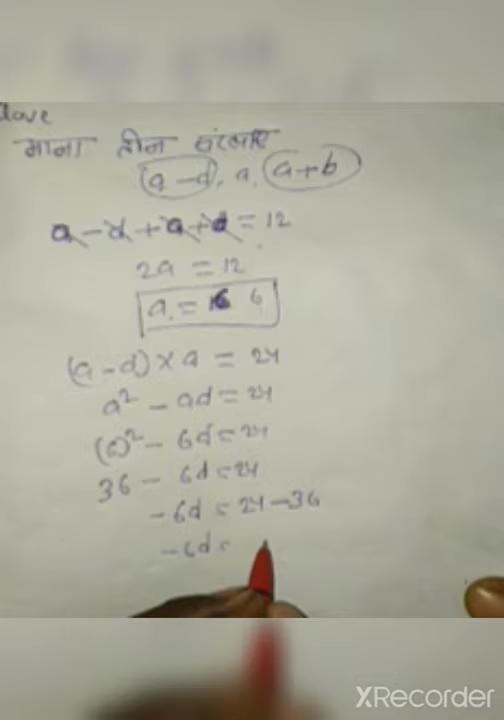 माना तीन संख्याएं
(a-d), a, (a+b)
a-d+a+d=12
2a = 12
a = 16 6
(a-d)×a = 24
a² - ad = 24
(6)² - 6d = 24
36 - 6d = 24
-6d = 24-36
-6d =
XRecorder